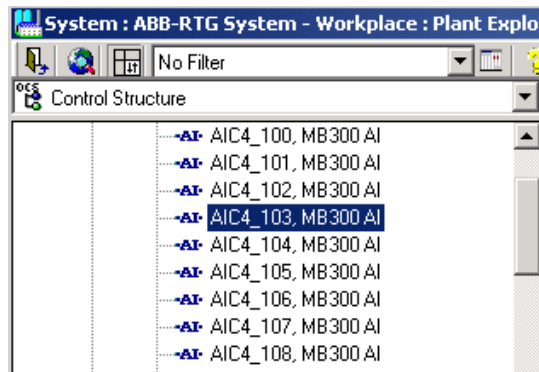 System : ABB-RTG System - Workplace : Plant Explo
No Filter
OCS Control Structure
AI AIC4_100, MB300 AI
AI AIC4_101, MB300 AI
AI AIC4_102, MB300 AI
AI AIC4_103, MB300 AI
AI AIC4_104, MB300 AI
AI AIC4_105, MB300 AI
AI AIC4_106, MB300 AI
AI AIC4_107, MB300 AI
AI AIC4_108, MB300 AI